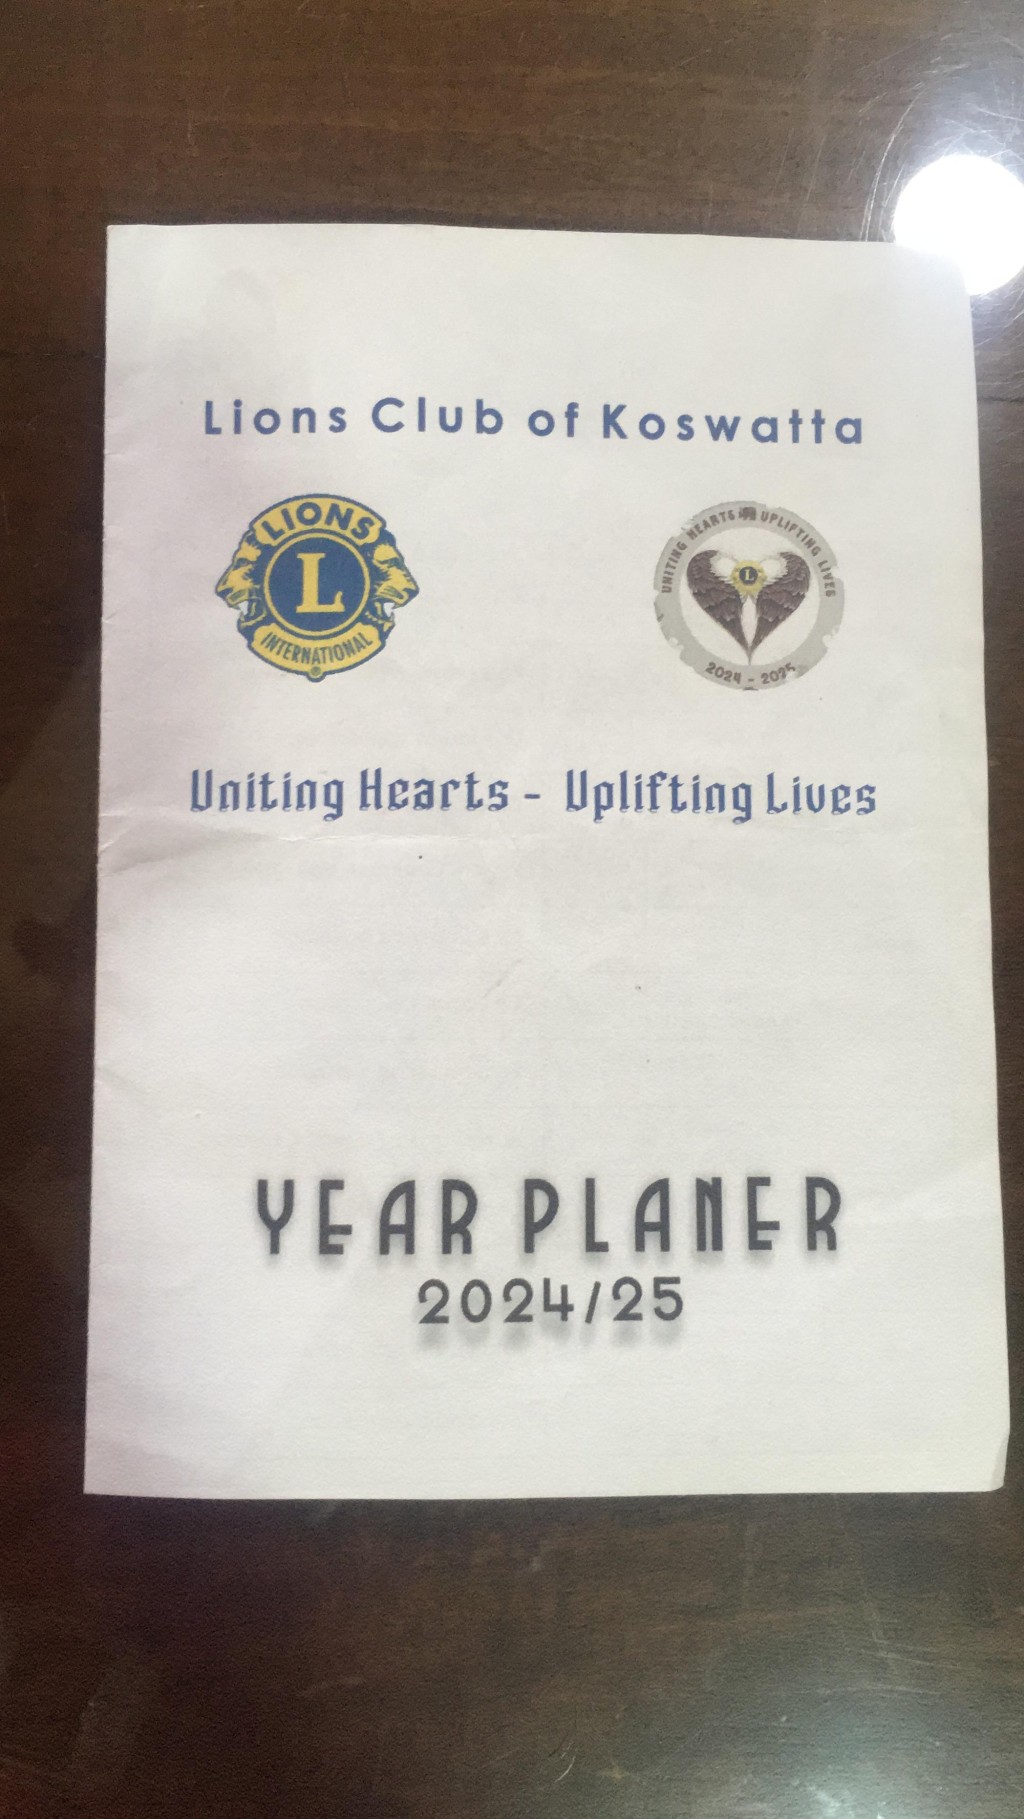 Lions Club of Koswatta
LIONS
L
INTERNATIONAL
®
UNITING HEARTS UPLIFTING LIVES
L
2024 - 2025
Uniting Hearts - Uplifting Lives
YEAR PLANER
2024/25